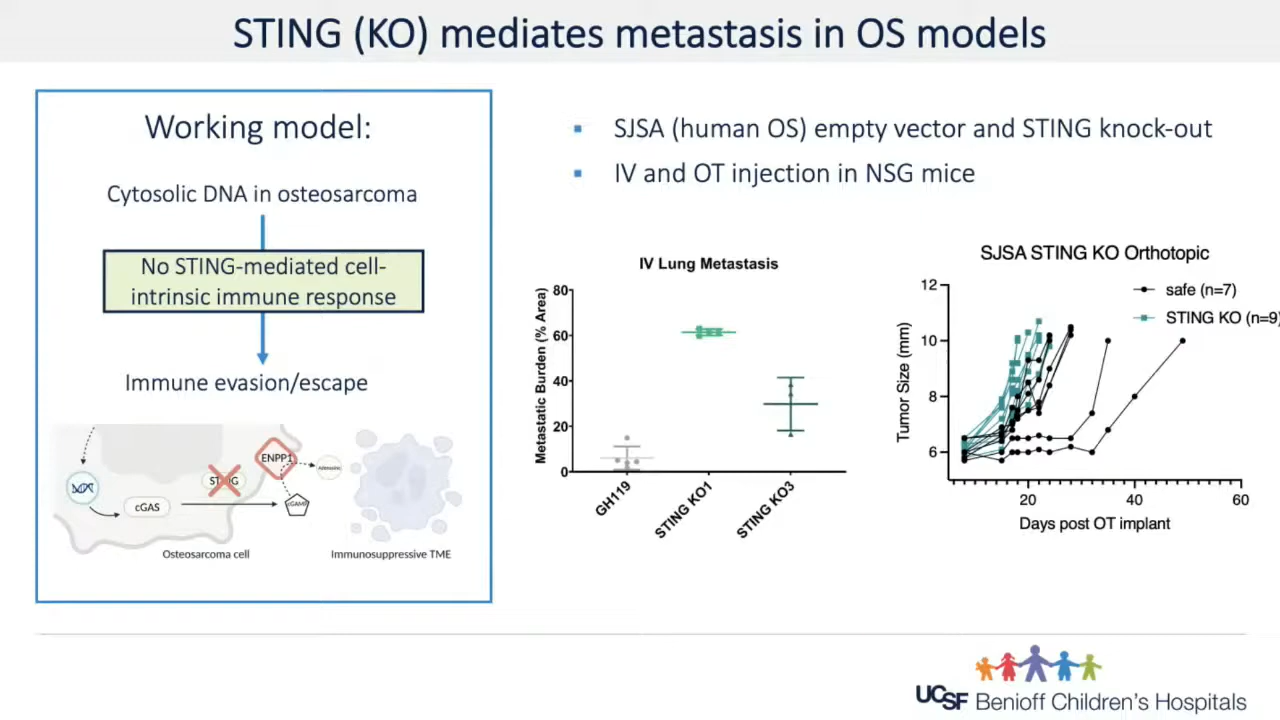 STING (KO) mediates metastasis in OS models
Working model:
Cytosolic DNA in osteosarcoma
No STING-mediated cell-
intrinsic immune response
Immune evasion/escape
ENPP1
STING
Adenosine
cGAS
cGAMP
Osteosarcoma cell
Immunosuppressive TME
▪ SJSA (human OS) empty vector and STING knock-out
▪ IV and OT injection in NSG mice
IV Lung Metastasis
Metastatic Burden (% Area)
80
60
40
20
0
GH119
STING KO1
STING KO3
SJSA STING KO Orthotopic
safe (n=7)
STING KO (n=9)
Tumor Size (mm)
12
10
8
6
20 40 60
Days post OT implant
UCSF Benioff Children's Hospitals